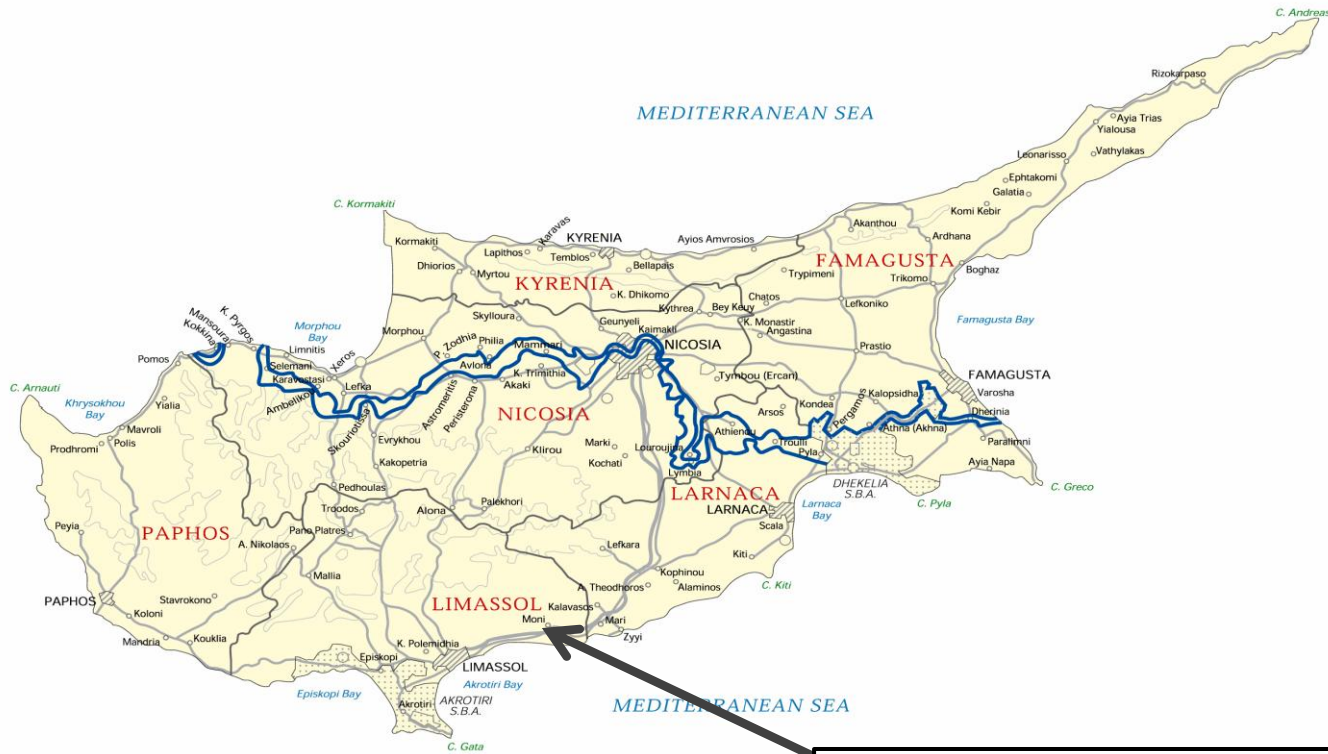 C. Andreas
Rizokarpaso
MEDITERRANEAN SEA
Ayia Trias
Yialousa
Leonarisso
Vathylakas
Ephtakomi
Galatia
C. Kormakiti
Komi Kebir
Akanthou
Karavas
KYRENIA
Ayios Amvrosios
Kormakiti
Lapithos
Temblos
Ardhana
Bellapais
FAMAGUSTA
Boghaz
Dhiorios
Myrtou
Trypimeni
Trikomo
KYRENIA
K. Dhikomo
Chatos
Lefkoniko
Kythrea
Bey Keuy
Skylloura
Geunyeli
Kaimakli
K. Monastir
Angastina
Famagusta Bay
Mansoura
Kokkina
K. Pyrgos
Morphou
Bay
Morphou
P. Zodhia
Philia
Mammari
NICOSIA
Prastio
Pomos
Limnitis
Xeros
Selemani
Avlona
Karavostasi
Lefka
K. Trimithia
Tymbou (Ercan)
FAMAGUSTA
C. Arnauti
Ambelikou
Akaki
Kondea
Kalopsidha
Varosha
Khrysokhou
Bay
Yialia
Skouriotissa
Astromeritis
Peristerona
NICOSIA
Arsos
Pergamos
Dherinia
Mavroli
Athienou
Athna (Akhna)
Prodhromi
Polis
Evrykhou
Marki
Louroujina
Troulli
Paralimni
Klirou
Kochati
Pyla
Ayia Napa
Kakopetria
Lymbia
DHEKELIA
S.B.A.
C. Greco
Pedhoulas
LARNACA
C. Pyla
Troodos
Alona
Palekhori
LARNACA
Larnaca
Bay
Peyia
PAPHOS
Pano Platres
Scala
A. Nikolaos
Lefkara
Kiti
Mallia
Kophinou
C. Kiti
A. Theodhoros
Alaminos
PAPHOS
Stavrokono
LIMASSOL
Kalavasos
Koloni
Moni
Mari
Zyyi
Mandria
Kouklia
K. Polemidhia
Episkopi
LIMASSOL
Episkopi Bay
Akrotiri Bay
MEDITERRANEAN SEA
Akrotiri
AKROTIRI
S.B.A.
C. Gata